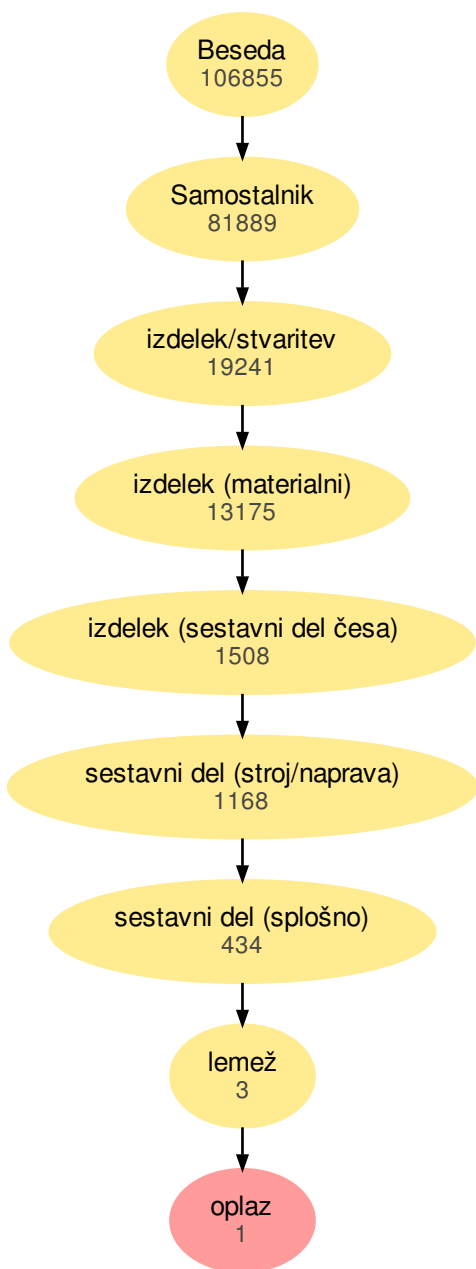 Beseda
106855
Samostalnik
81889
izdelek/stvaritev
19241
izdelek (materialni)
13175
izdelek (sestavni del česa)
1508
sestavni del (stroj/naprava)
1168
sestavni del (splošno)
434
lemež
3
oplaz
1